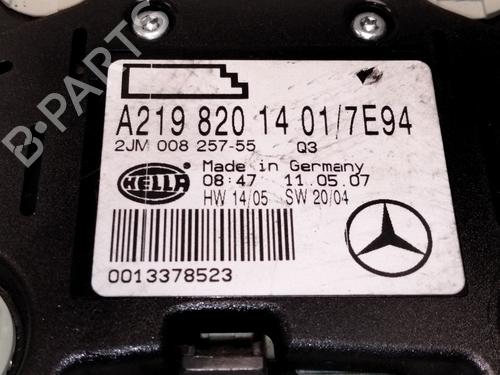 B-PARTS
A219 820 14 01/7E94
2JM 008 257-55 Q3
HELLA
Made in Germany
08:47 11.05.07
HW 14/05 SW 20/04
0013378523